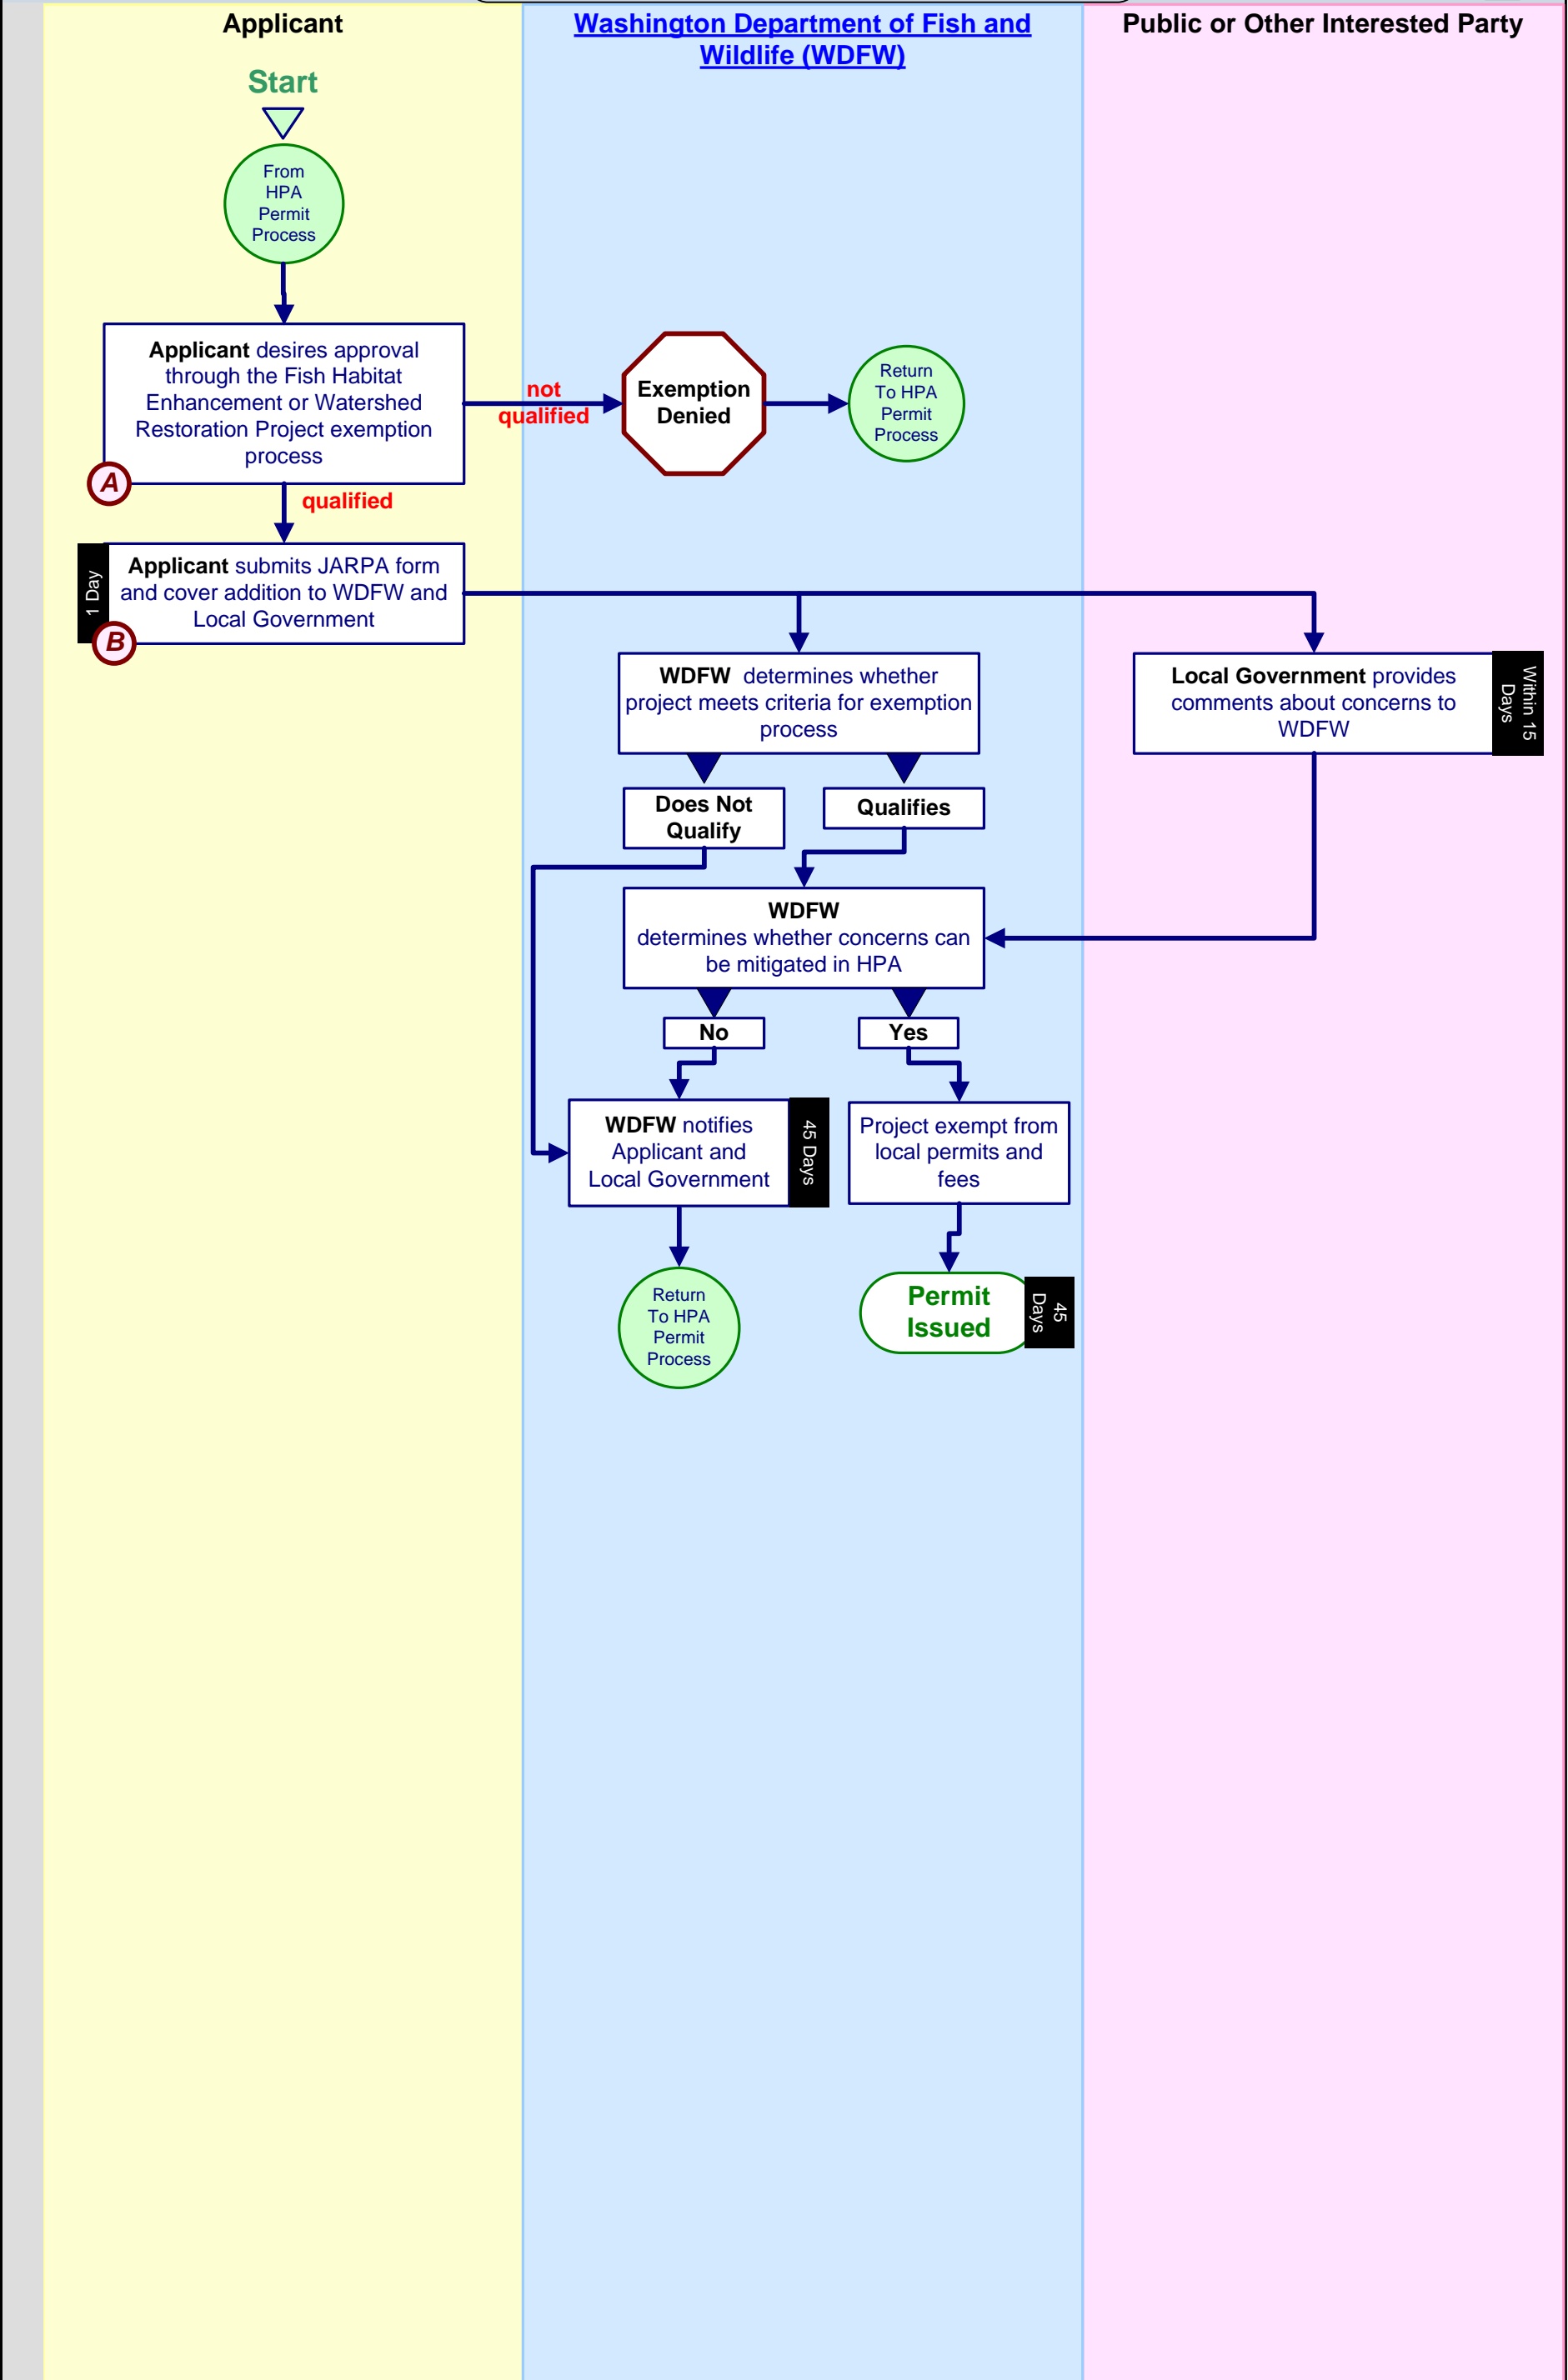 Applicant
Washington Department of Fish and
Wildlife (WDFW)
Public or Other Interested Party
Start
From
HPA
Permit
Process
Applicant desires approval
through the Fish Habitat
Enhancement or Watershed
Restoration Project exemption
process
A
not
qualified
Exemption
Denied
Return
To HPA
Permit
Process
qualified
1 Day
Applicant submits JARPA form
and cover addition to WDFW and
Local Government
B
WDFW determines whether
project meets criteria for exemption
process
Local Government provides
comments about concerns to
WDFW
Within 15
Days
Does Not
Qualify
Qualifies
WDFW
determines whether concerns can
be mitigated in HPA
No
Yes
WDFW notifies
Applicant and
Local Government
45 Days
Project exempt from
local permits and
fees
Return
To HPA
Permit
Process
Permit
Issued
45
Days